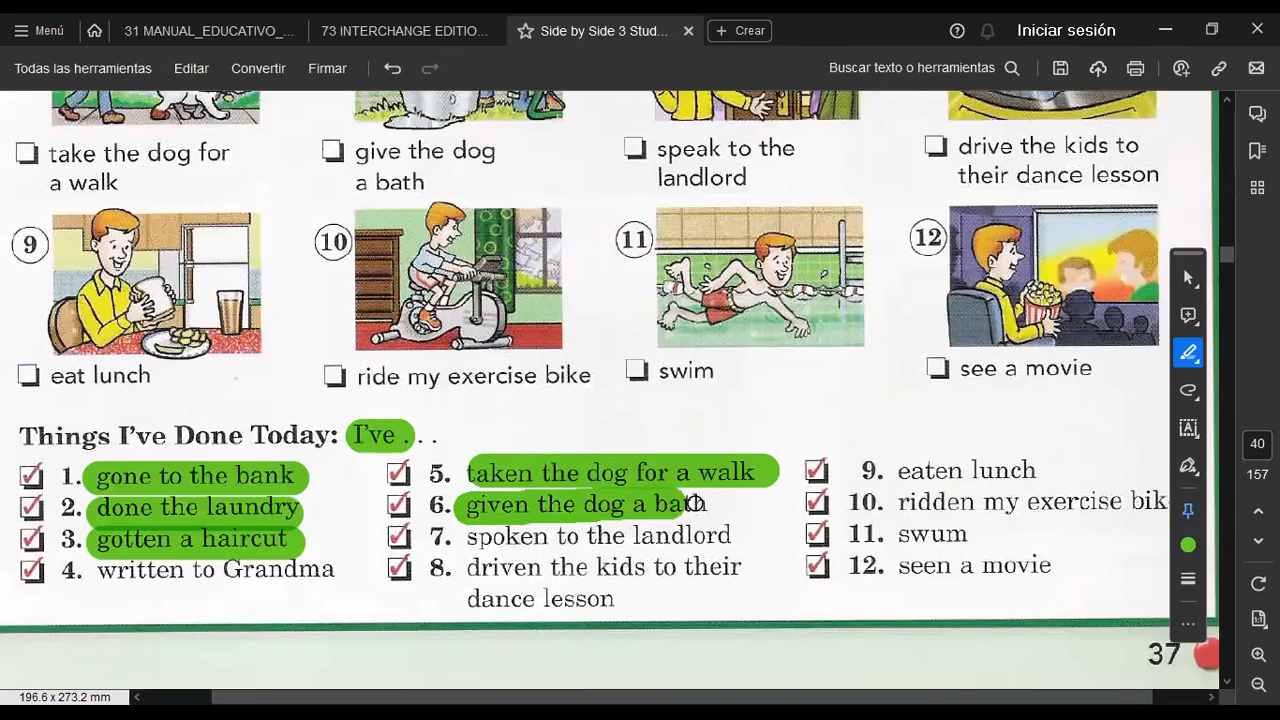 Menú
31 MANUAL_EDUCATIVO_...
73 INTERCHANGE EDITIO...
Side by Side 3 Stud...
Crear
Iniciar sesión
Todas las herramientas
Editar
Convertir
Firmar
Buscar texto o herramientas
take the dog for
a walk
give the dog
a bath
speak to the
landlord
drive the kids to
their dance lesson
9
10
11
12
eat lunch
ride my exercise bike
swim
see a movie
Things I've Done Today: I've . . .
1. gone to the bank
2. done the laundry
3. gotten a haircut
4. written to Grandma
5. taken the dog for a walk
6. given the dog a bath
7. spoken to the landlord
8. driven the kids to their
dance lesson
9. eaten lunch
10. ridden my exercise bik
11. swum
12. seen a movie
37
40
157
196.6 x 273.2 mm